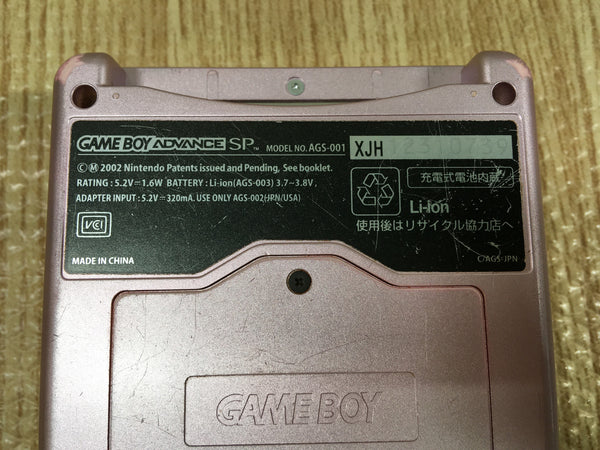 GAME BOY ADVANCE SP™ MODEL NO. AGS-001 XJH
© Ⓜ 2002 Nintendo Patents issued and Pending, See booklet.
RATING : 5.2V⎓1.6W BATTERY : Li-ion(AGS-003) 3.7~3.8V ,
ADAPTER INPUT : 5.2V⎓320mA. USE ONLY AGS-002(JPN/USA)
充電式電池内蔵
Li-ion
使用後はリサイクル協力店へ
VCI
MADE IN CHINA
C/AGS-JPN
GAME BOY